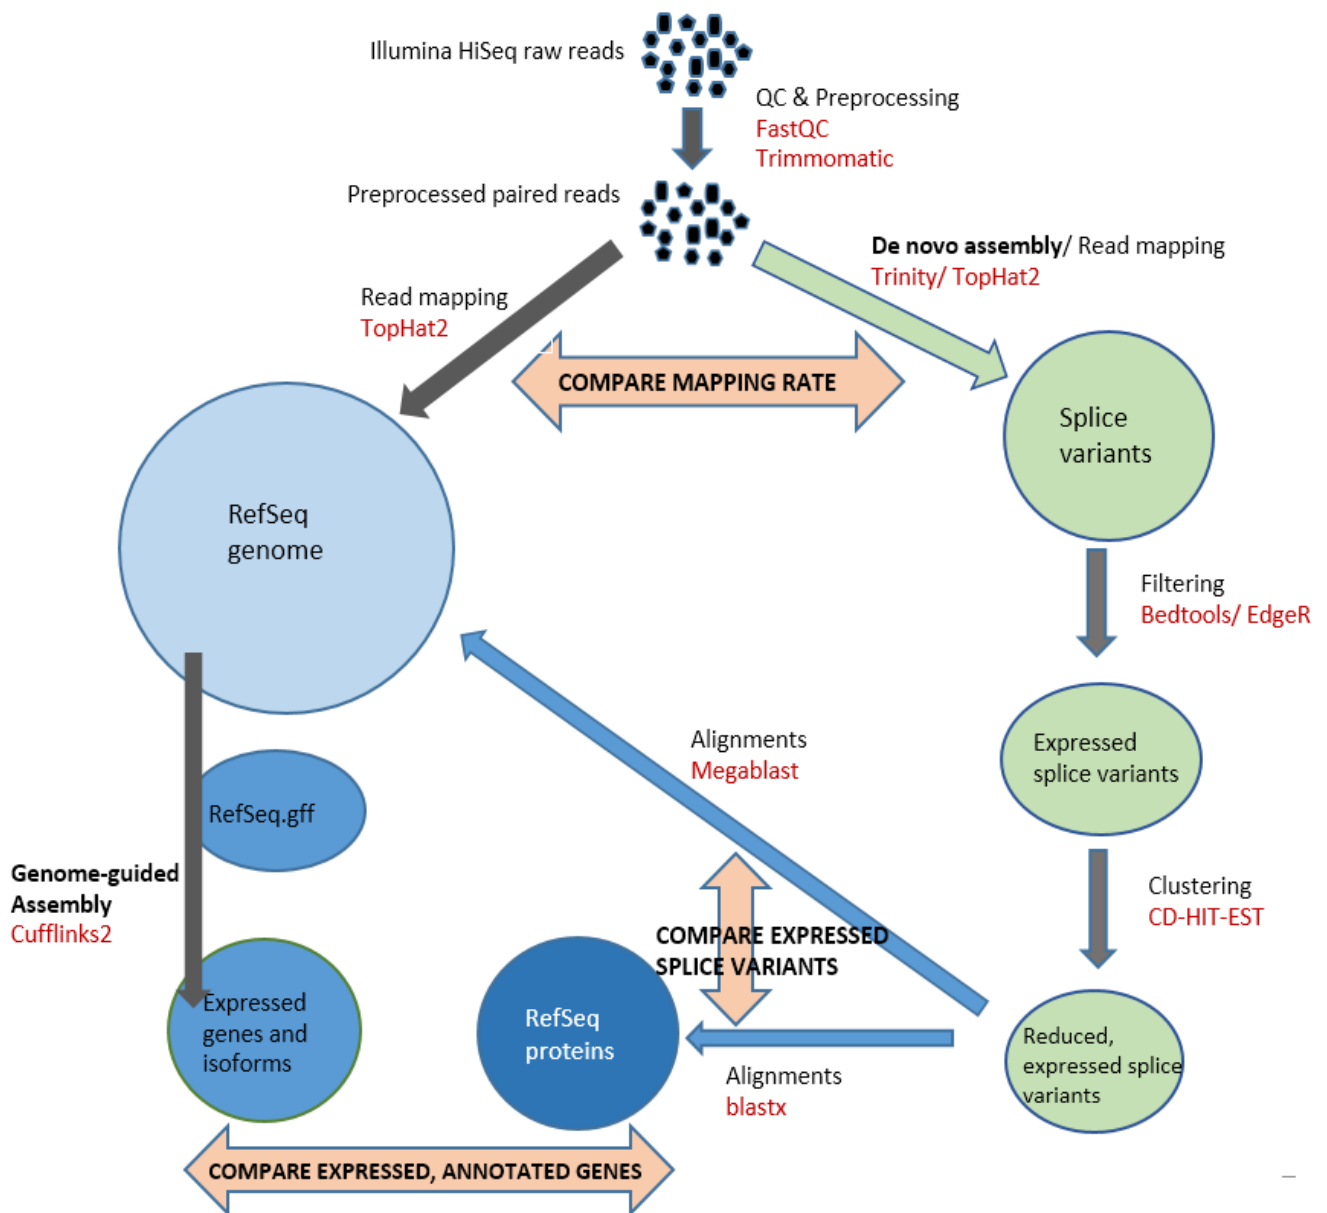 Illumina HiSeq raw reads
QC & Preprocessing
FastQC
Trimmomatic
Preprocessed paired reads
De novo assembly/ Read mapping
Trinity/ TopHat2
Read mapping
TopHat2
COMPARE MAPPING RATE
Splice
variants
RefSeq
genome
Filtering
Bedtools/ EdgeR
Alignments
Megablast
Expressed
splice variants
RefSeq.gff
Genome-guided
Assembly
Cufflinks2
Clustering
CD-HIT-EST
COMPARE EXPRESSED
SPLICE VARIANTS
Expressed
genes and
isoforms
RefSeq
proteins
Reduced,
expressed splice
variants
Alignments
blastx
COMPARE EXPRESSED, ANNOTATED GENES